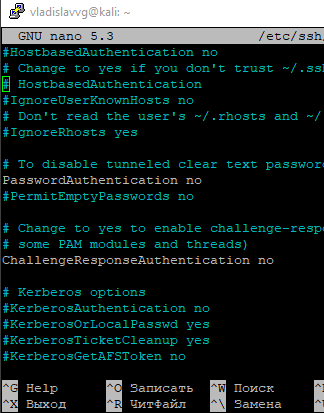 vladislavvg@kali: ~
GNU nano 5.3 /etc/ssh/
#HostbasedAuthentication no
# Change to yes if you don't trust ~/.ssh
# HostbasedAuthentication
#IgnoreUserKnownHosts no
# Don't read the user's ~/.rhosts and ~/
#IgnoreRhosts yes
# To disable tunneled clear text password
PasswordAuthentication no
#PermitEmptyPasswords no
# Change to yes to enable challenge-respo
# some PAM modules and threads)
ChallengeResponseAuthentication no
# Kerberos options
#KerberosAuthentication no
#KerberosOrLocalPasswd yes
#KerberosTicketCleanup yes
#KerberosGetAFSToken no
^G Help ^O Записать ^W Поиск ^
^X Выход ^R ЧитФайл ^\ Замена ^